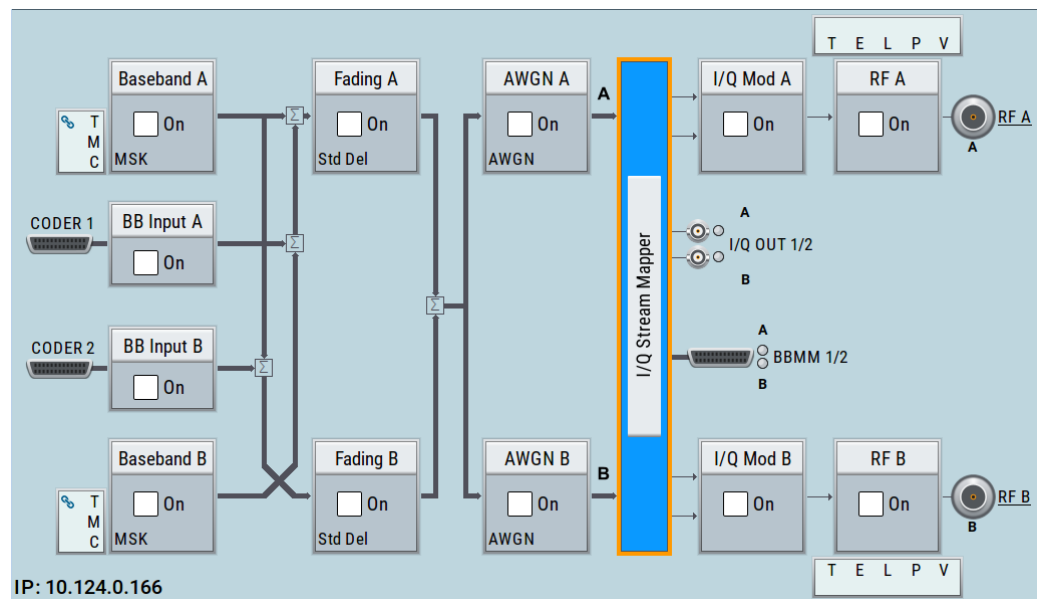 T E L P V
Baseband A
On
MSK
T
M
C
Fading A
On
Std Del
AWGN A
On
AWGN
A
I/Q Mod A
On
RF A
On
RF A
A
CODER 1
BB Input A
On
Σ
Σ
A
I/Q OUT 1/2
B
I/Q Stream Mapper
Σ
CODER 2
BB Input B
On
Σ
A
BBMM 1/2
B
Baseband B
On
MSK
T
M
C
Fading B
On
Std Del
AWGN B
On
AWGN
B
I/Q Mod B
On
RF B
On
RF B
B
T E L P V
IP: 10.124.0.166